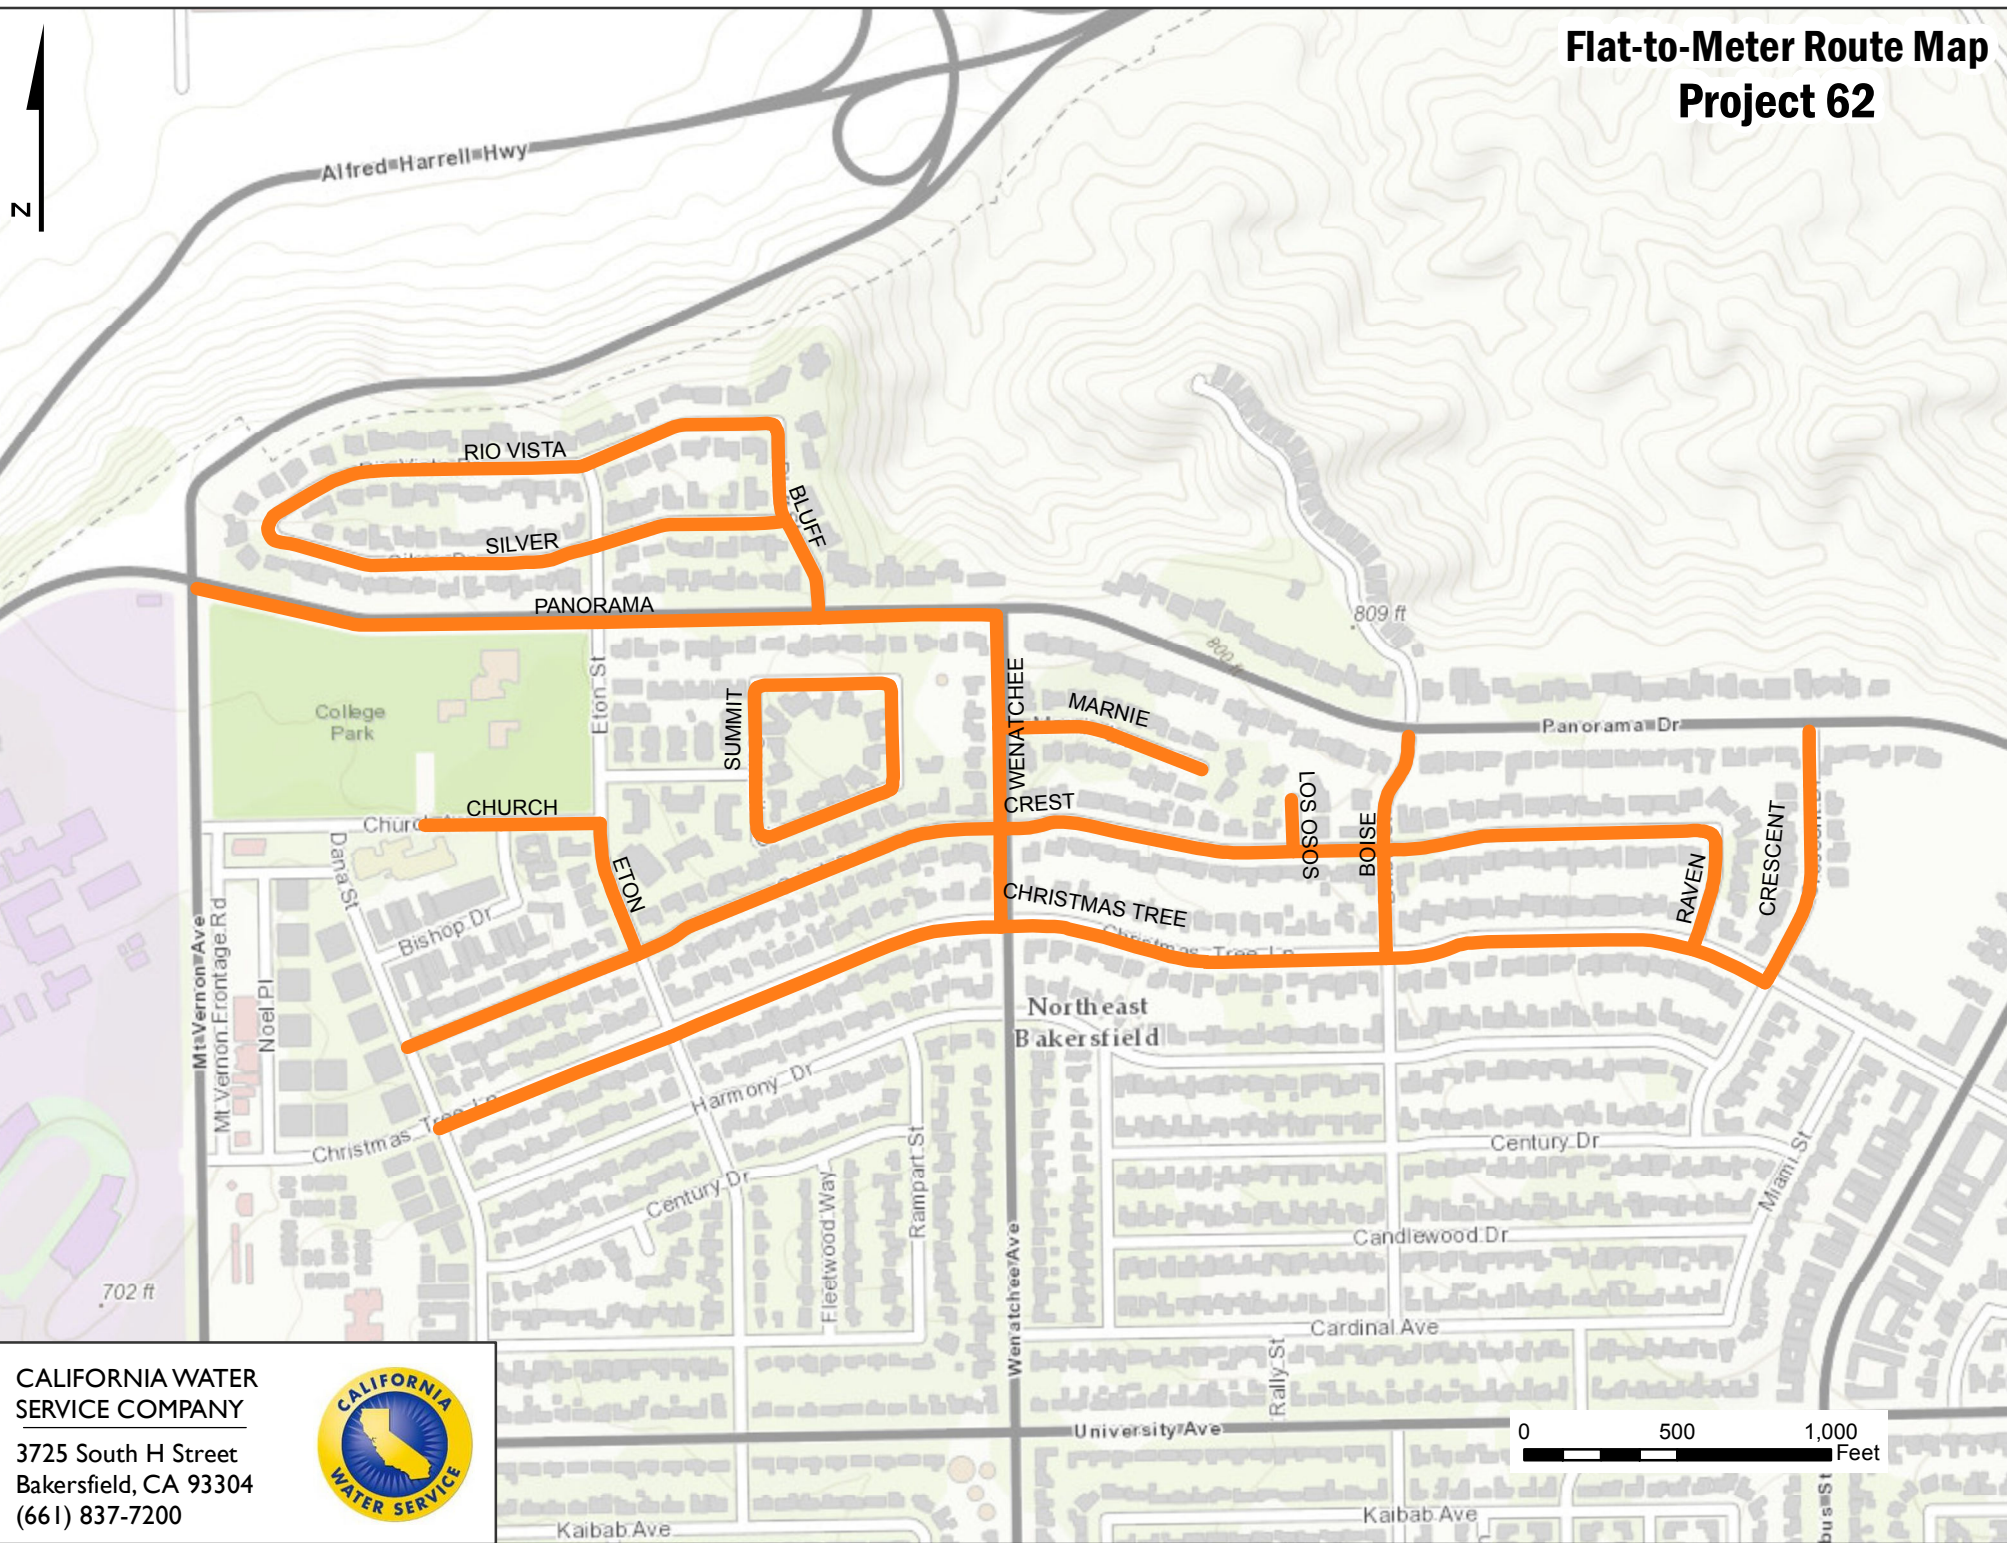 Flat-to-Meter Route Map
Project 62
N
Alfred Harrell Hwy
RIO VISTA
BLUFF
SILVER
PANORAMA
809 ft
800 ft
Eton St
SUMMIT
WENATCHEE
MARNIE
College
Park
Panorama Dr
CHURCH
CREST
LOS OSOS
BOISE
CRESCENT
RAVEN
Dana St
ETON
CHRISTMAS TREE
Christmas Tree Ln
Bishop Dr
Mt Vernon Ave
Mt Vernon Frontage Rd
Noel Pl
Northeast
Bakersfield
Harmony Dr
Christmas Tree Ln
Century Dr
Century Dr
Rampart St
Fleetwood Way
Miami St
Candlewood Dr
Wenatchee Ave
702 ft
Cardinal Ave
Rally St
University Ave
0 500 1,000
Feet
Kaibab Ave
Kaibab Ave
CALIFORNIA WATER
SERVICE COMPANY
3725 South H Street
Bakersfield, CA 93304
(661) 837-7200
CALIFORNIA
WATER SERVICE